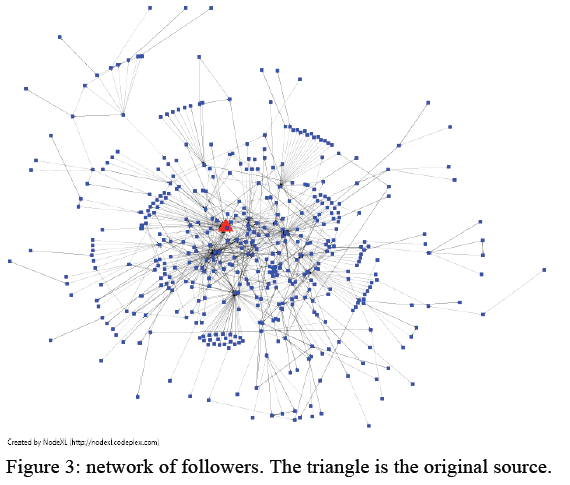 Created by NodeXL (http://nodexl.codeplex.com)
Figure 3: network of followers. The triangle is the original source.